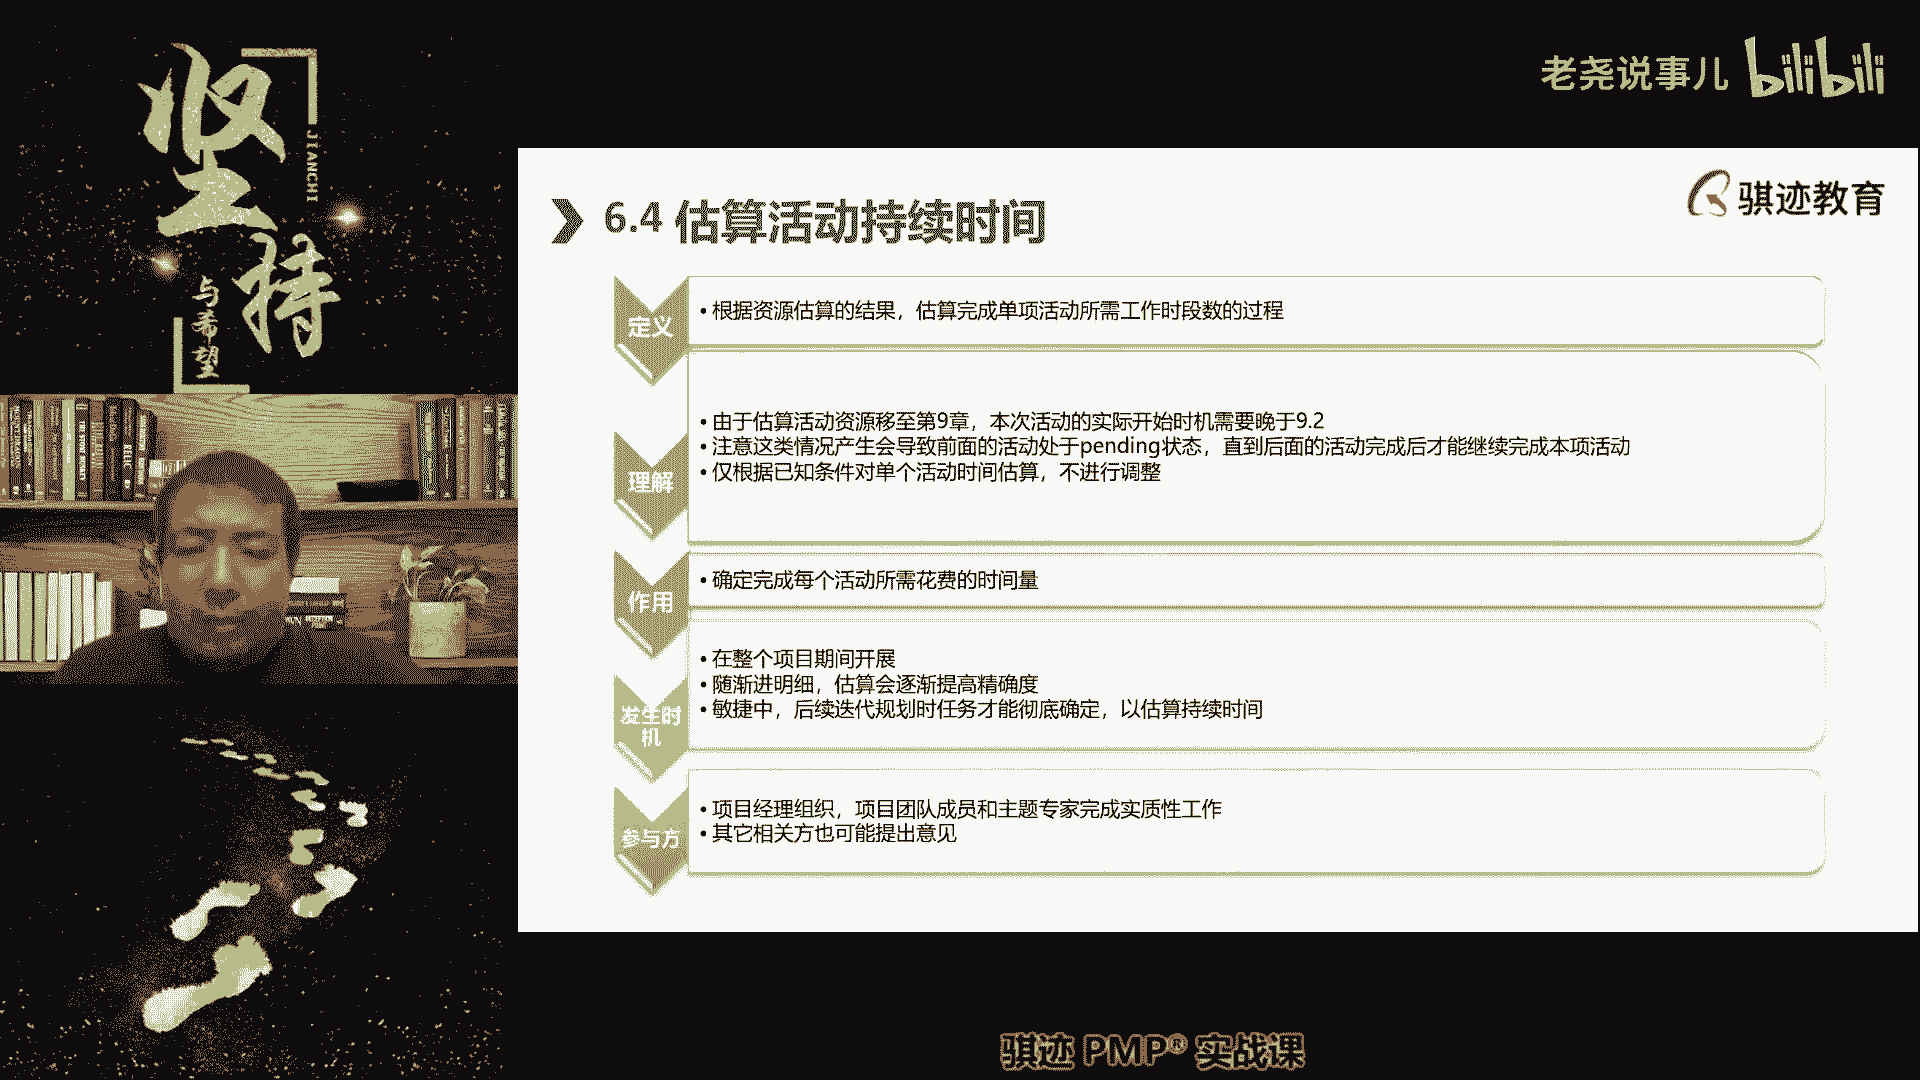 坚持
JIANCHI
与希望
老尧说事儿 bilibili
骐迹教育
6.4 估算活动持续时间
定义
• 根据资源估算的结果，估算完成单项活动所需工作时段数的过程
理解
• 由于估算活动资源移至第9章，本次活动的实际开始时机需要晚于9.2
• 注意这类情况产生会导致前面的活动处于pending状态，直到后面的活动完成后才能继续完成本项活动
• 仅根据已知条件对单个活动时间估算，不进行调整
作用
• 确定完成每个活动所需花费的时间量
发生时机
• 在整个项目期间开展
• 随渐进明细，估算会逐渐提高精确度
• 敏捷中，后续迭代规划时任务才能彻底确定，以估算持续时间
参与方
• 项目经理组织，项目团队成员和主题专家完成实质性工作
• 其它相关方也可能提出意见
骐迹 PMP® 实战课